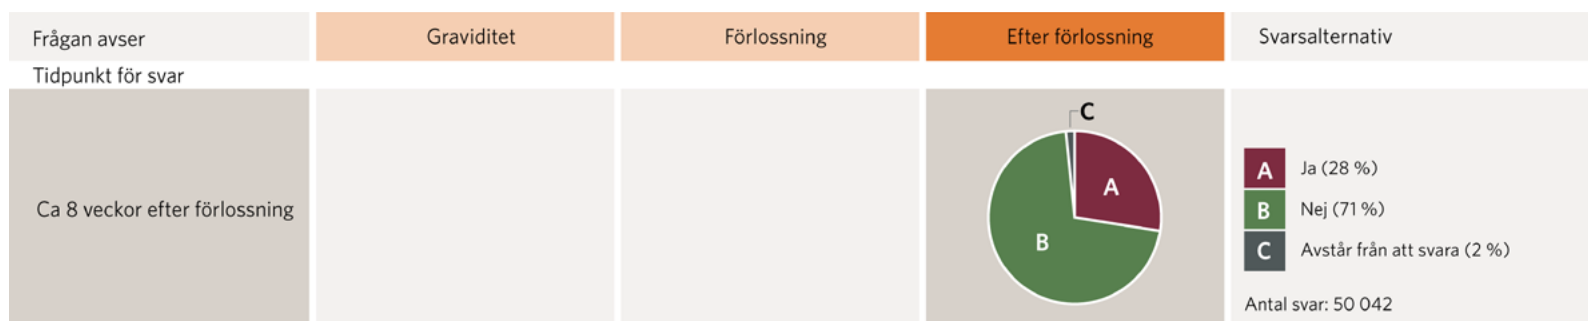 Frågan avser
Graviditet
Förlossning
Efter förlossning
Svarsalternativ
Tidpunkt för svar
Ca 8 veckor efter förlossning
C
A
B
A Ja (28 %)
B Nej (71 %)
C Avstår från att svara (2 %)
Antal svar: 50 042